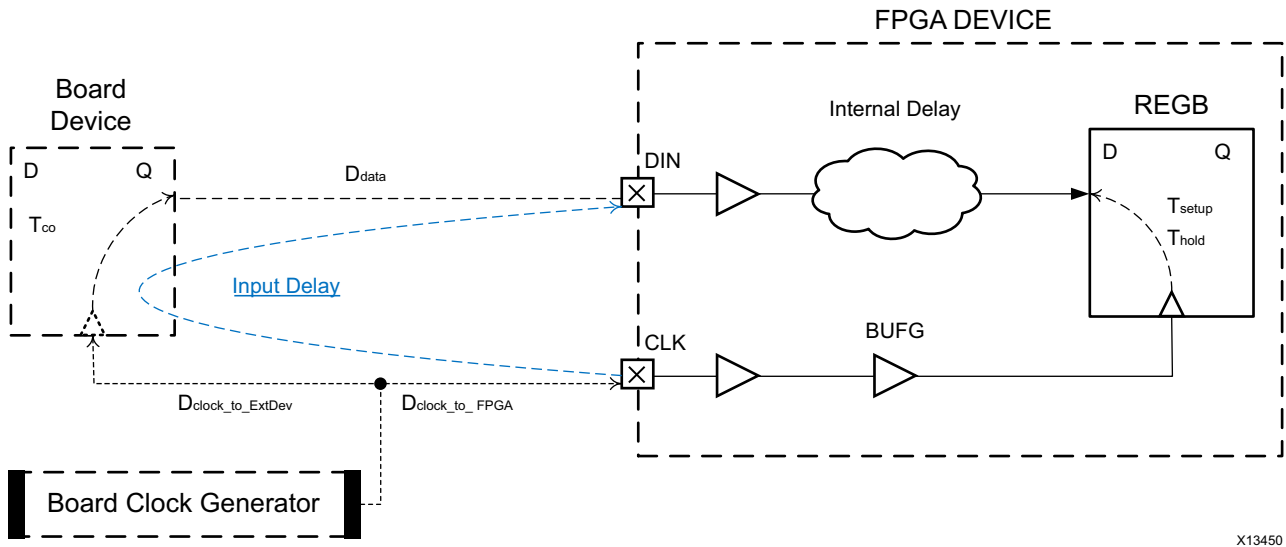 FPGA DEVICE
Board
Device
D Q
Tco
Ddata
DIN
Internal Delay
REGB
D Q
Tsetup
Thold
Input Delay
CLK
BUFG
Dclock_to_ExtDev
Dclock_to_ FPGA
Board Clock Generator
X13450